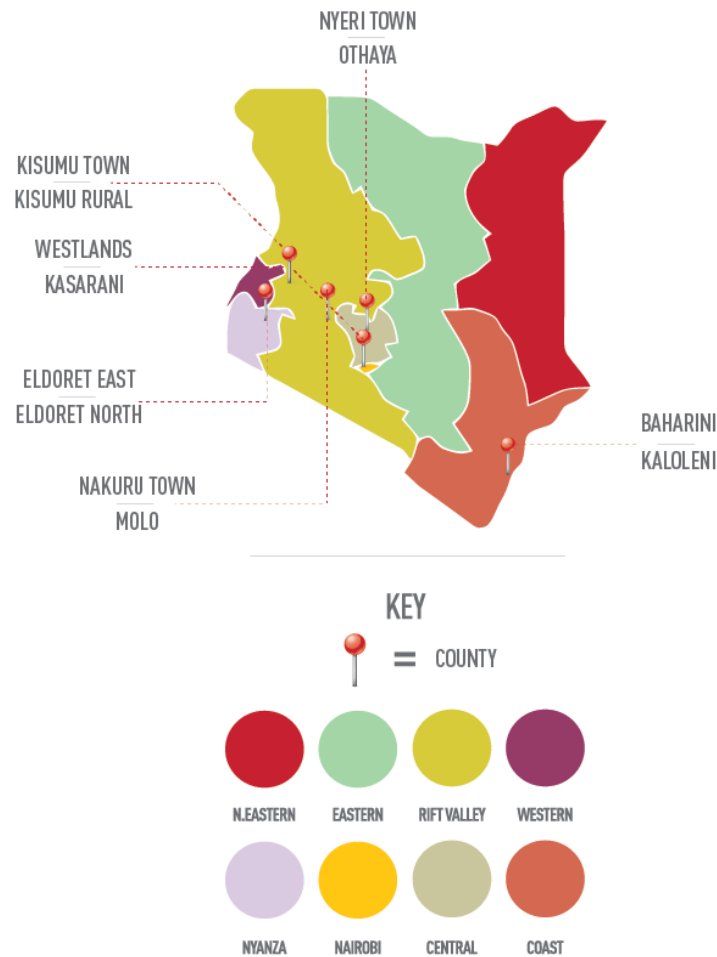 NYERI TOWN
OTHAYA
KISUMU TOWN
KISUMU RURAL
WESTLANDS
KASARANI
ELDORET EAST
ELDORET NORTH
NAKURU TOWN
MOLO
BAHARINI
KALOLENI
KEY
= COUNTY
N.EASTERN EASTERN RIFT VALLEY WESTERN
NYANZA NAIROBI CENTRAL COAST